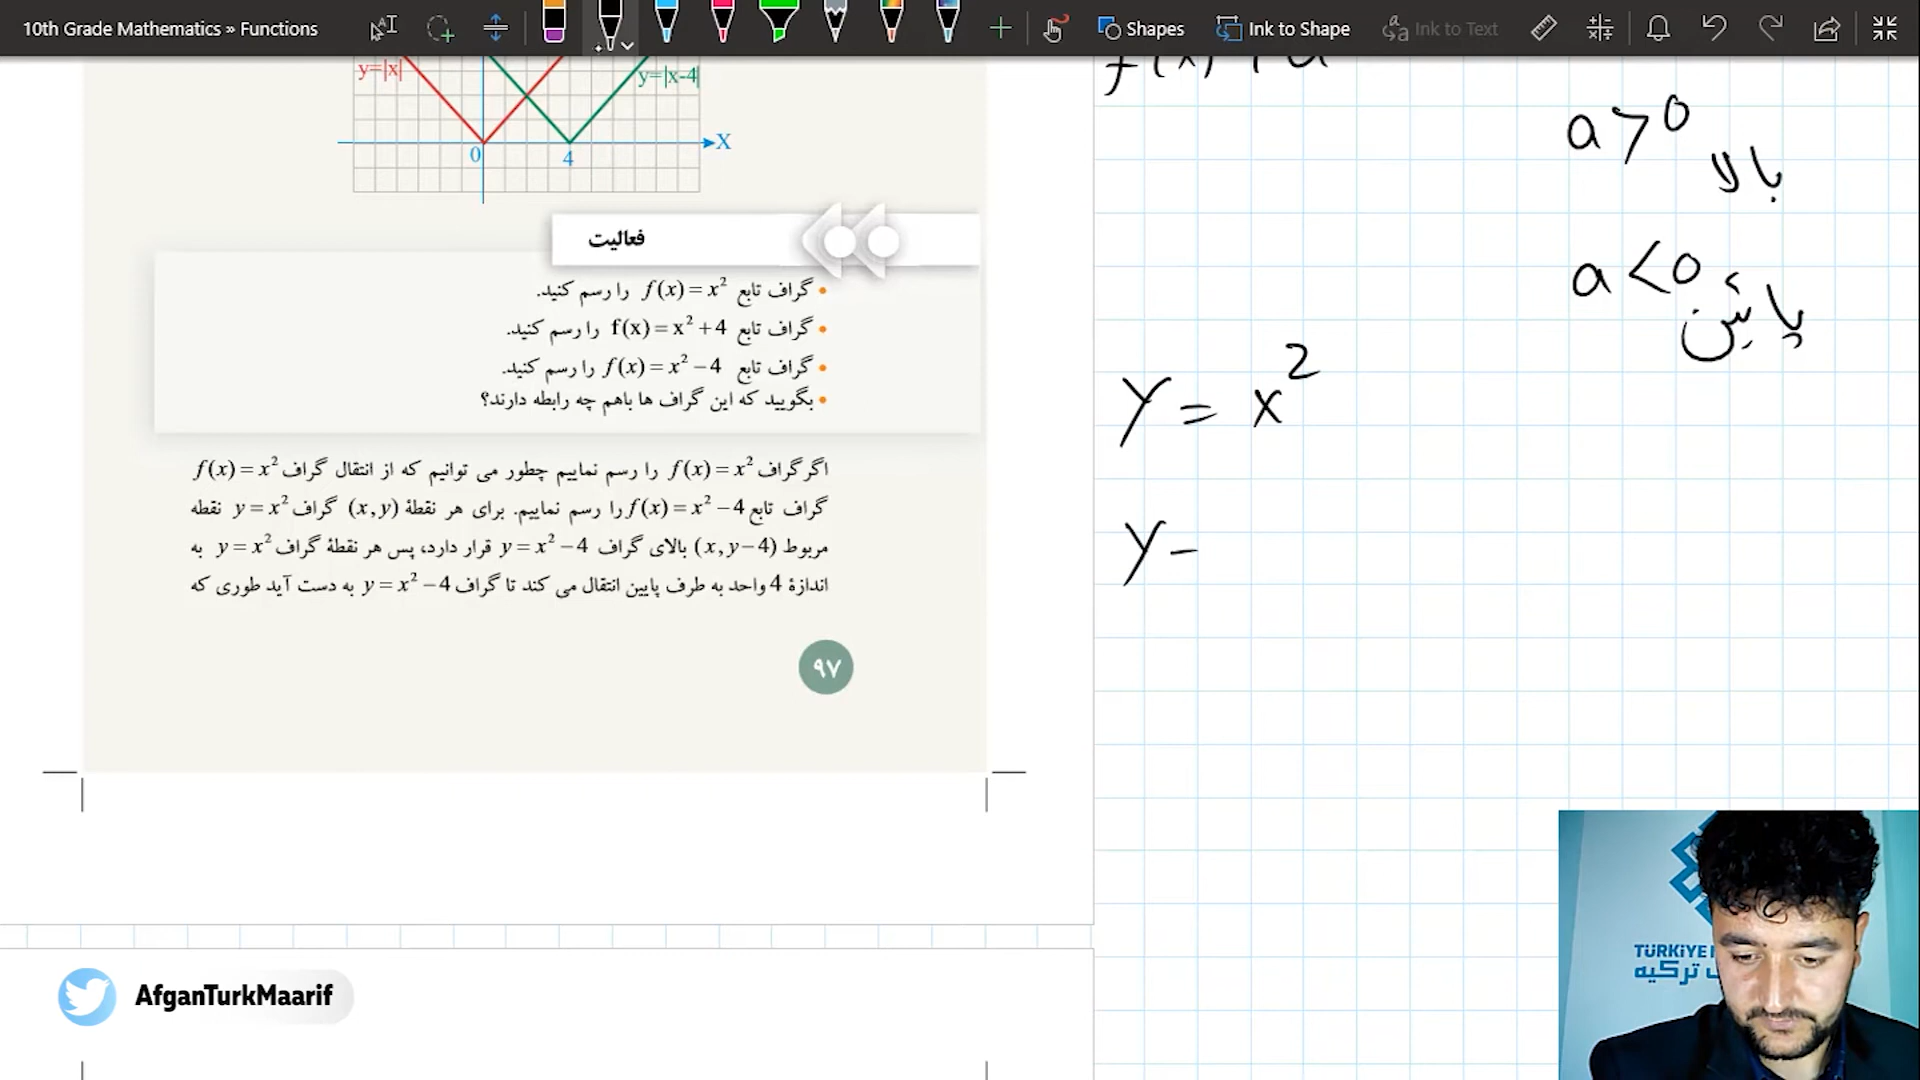 10th Grade Mathematics » Functions
Shapes
Ink to Shape
Ink to Text
y=|x|
y=|x-4|
0
4
X
فعالیت
گراف تابع f(x) = x² را رسم کنید.
گراف تابع f(x) = x² + 4 را رسم کنید.
گراف تابع f(x) = x² − 4 را رسم کنید.
بگویید که این گراف ها باهم چه رابطه دارند؟
اگر گراف f(x) = x² را رسم نماییم چطور می توانیم که از انتقال گراف f(x) = x²
گراف تابع f(x) = x² − 4 را رسم نماییم. برای هر نقطهٔ (x, y) گراف y = x² نقطه
مربوط (x, y−4) بالای گراف y = x² − 4 قرار دارد، پس هر نقطهٔ گراف y = x² به
اندازهٔ 4 واحد به طرف پایین انتقال می کند تا گراف y = x² − 4 به دست آید طوری که
۹۷
AfganTurkMaarif
a > 0
بالا
a < 0
پائین
y = x²
y −
TÜRKİYE
ترکیه